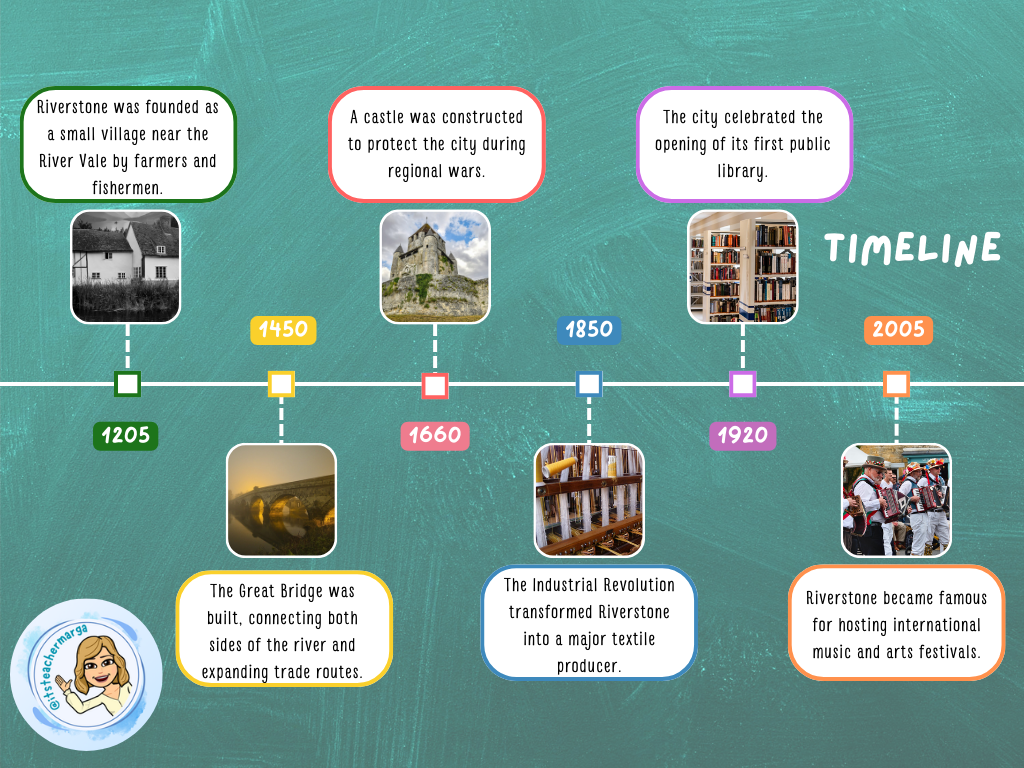 Riverstone was founded as
a small village near the
River Vale by farmers and
fishermen.
A castle was constructed
to protect the city during
regional wars.
The city celebrated the
opening of its first public
library.
TIMELINE
1450
1850
2005
1205
1660
1920
The Great Bridge was
built, connecting both
sides of the river and
expanding trade routes.
The Industrial Revolution
transformed Riverstone
into a major textile
producer.
Riverstone became famous
for hosting international
music and arts festivals.
@itsteachermarga